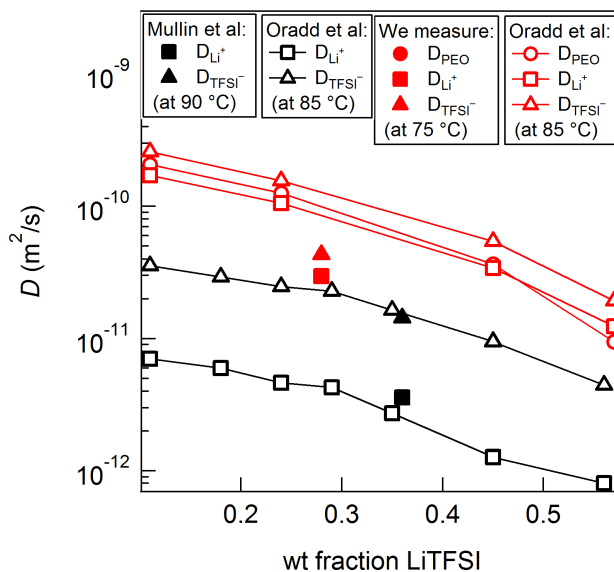 Mullin et al:
D_Li⁺
D_TFSI⁻
(at 90 °C)
Oradd et al:
D_Li⁺
D_TFSI⁻
(at 85 °C)
We measure:
D_PEO
D_Li⁺
D_TFSI⁻
(at 75 °C)
Oradd et al:
D_PEO
D_Li⁺
D_TFSI⁻
(at 85 °C)
10⁻⁹
10⁻¹⁰
10⁻¹¹
10⁻¹²
D (m²/s)
0.2 0.3 0.4 0.5
wt fraction LiTFSI